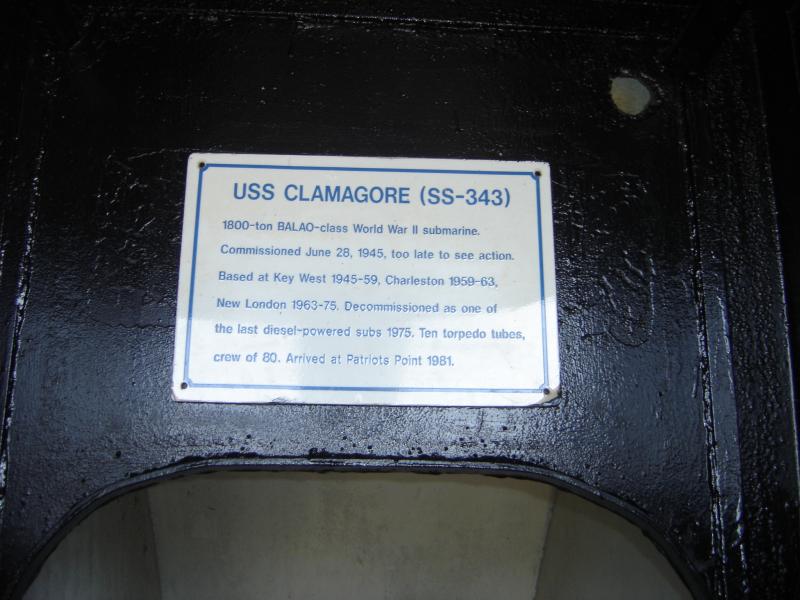 USS CLAMAGORE (SS-343)
1800-ton BALAO-class World War II submarine.
Commissioned June 28, 1945, too late to see action.
Based at Key West 1945-59, Charleston 1959-63,
New London 1963-75. Decommissioned as one of
the last diesel-powered subs 1975. Ten torpedo tubes,
crew of 80. Arrived at Patriots Point 1981.